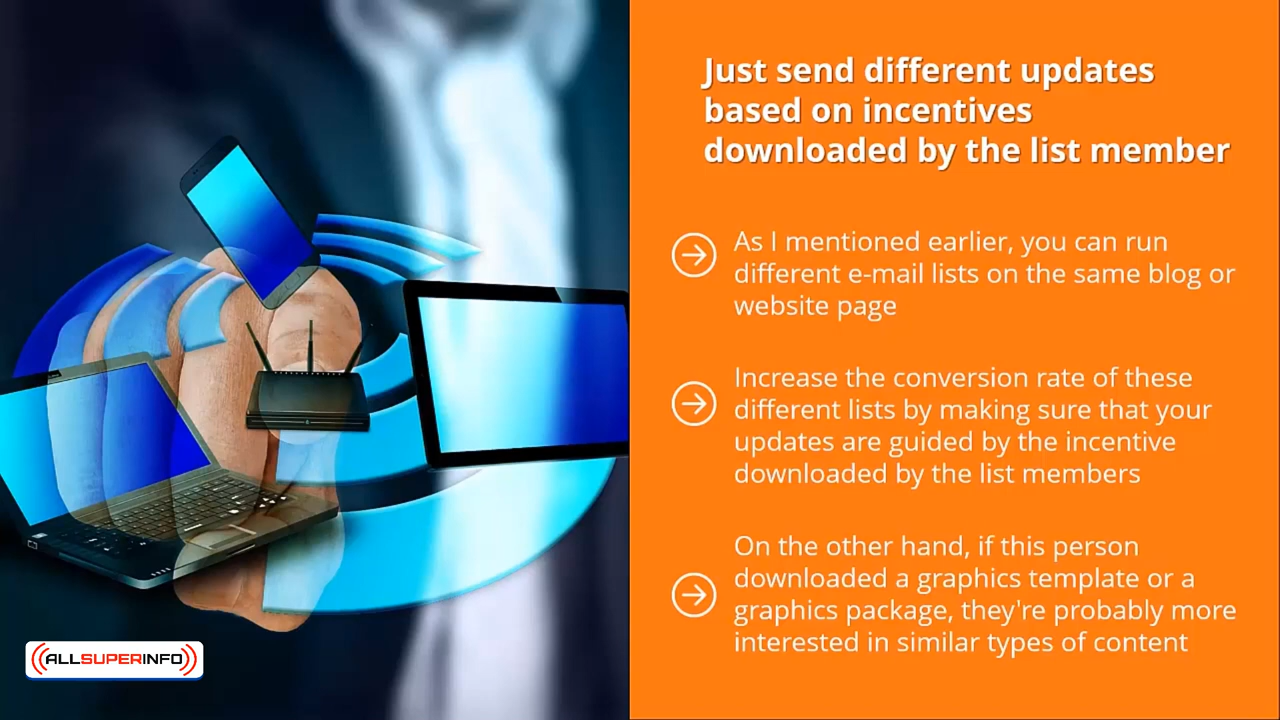 Just send different updates
based on incentives
downloaded by the list member
As I mentioned earlier, you can run
different e-mail lists on the same blog or
website page
Increase the conversion rate of these
different lists by making sure that your
updates are guided by the incentive
downloaded by the list members
On the other hand, if this person
downloaded a graphics template or a
graphics package, they're probably more
interested in similar types of content
ALLSUPERINFO